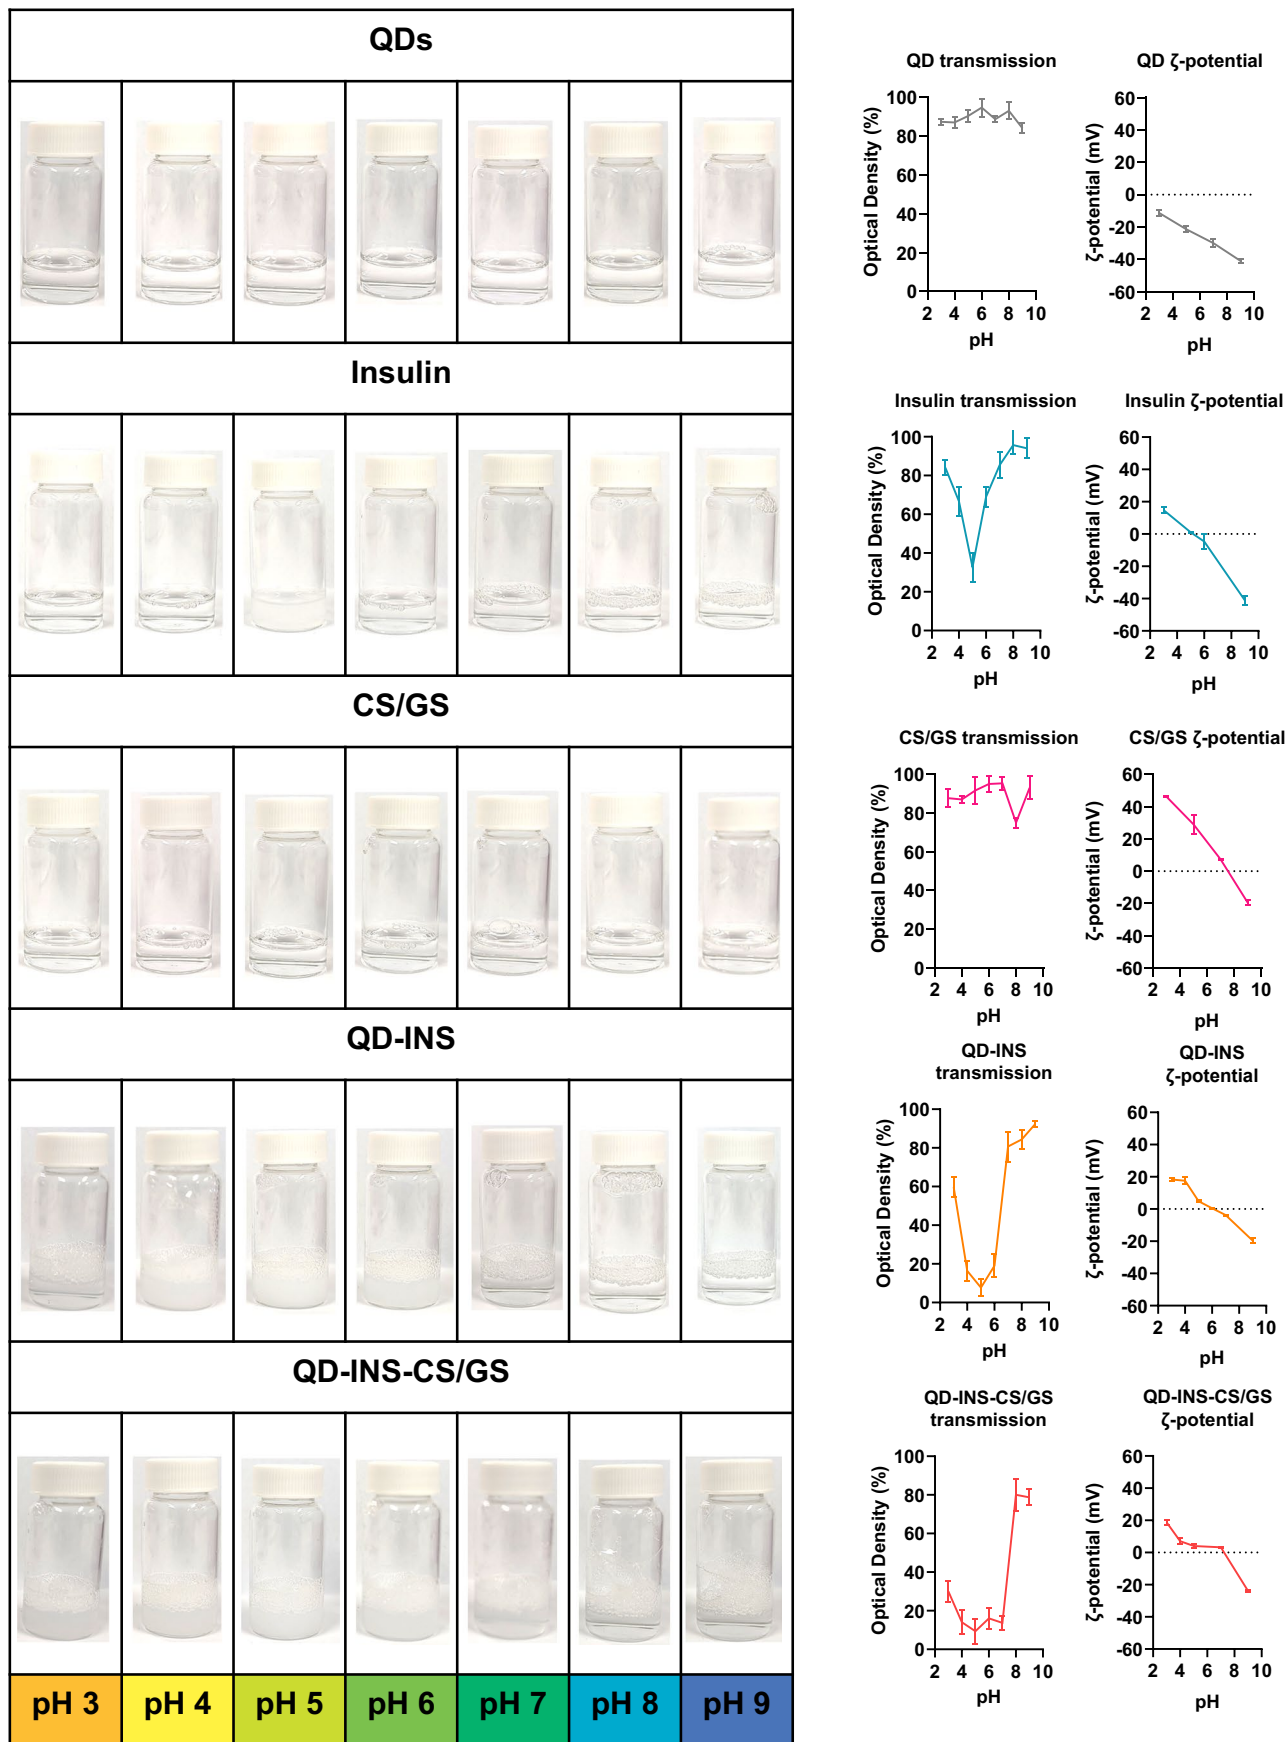 QDs
Insulin
CS/GS
QD-INS
QD-INS-CS/GS
pH 3 pH 4 pH 5 pH 6 pH 7 pH 8 pH 9
QD transmission
Optical Density (%)
100
80
60
40
20
0
2 4 6 8 10
pH
QD ζ-potential
ζ-potential (mV)
60
40
20
0
-20
-40
-60
2 4 6 8 10
pH
Insulin transmission
Optical Density (%)
100
80
60
40
20
0
2 4 6 8 10
pH
Insulin ζ-potential
ζ-potential (mV)
60
40
20
0
-20
-40
-60
2 4 6 8 10
pH
CS/GS transmission
Optical Density (%)
100
80
60
40
20
0
2 4 6 8 10
pH
CS/GS ζ-potential
ζ-potential (mV)
60
40
20
0
-20
-40
-60
2 4 6 8 10
pH
QD-INS
transmission
Optical Density (%)
100
80
60
40
20
0
2 4 6 8 10
pH
QD-INS
ζ-potential
ζ-potential (mV)
60
40
20
0
-20
-40
-60
2 4 6 8 10
pH
QD-INS-CS/GS
transmission
Optical Density (%)
100
80
60
40
20
0
2 4 6 8 10
pH
QD-INS-CS/GS
ζ-potential
ζ-potential (mV)
60
40
20
0
-20
-40
-60
2 4 6 8 10
pH